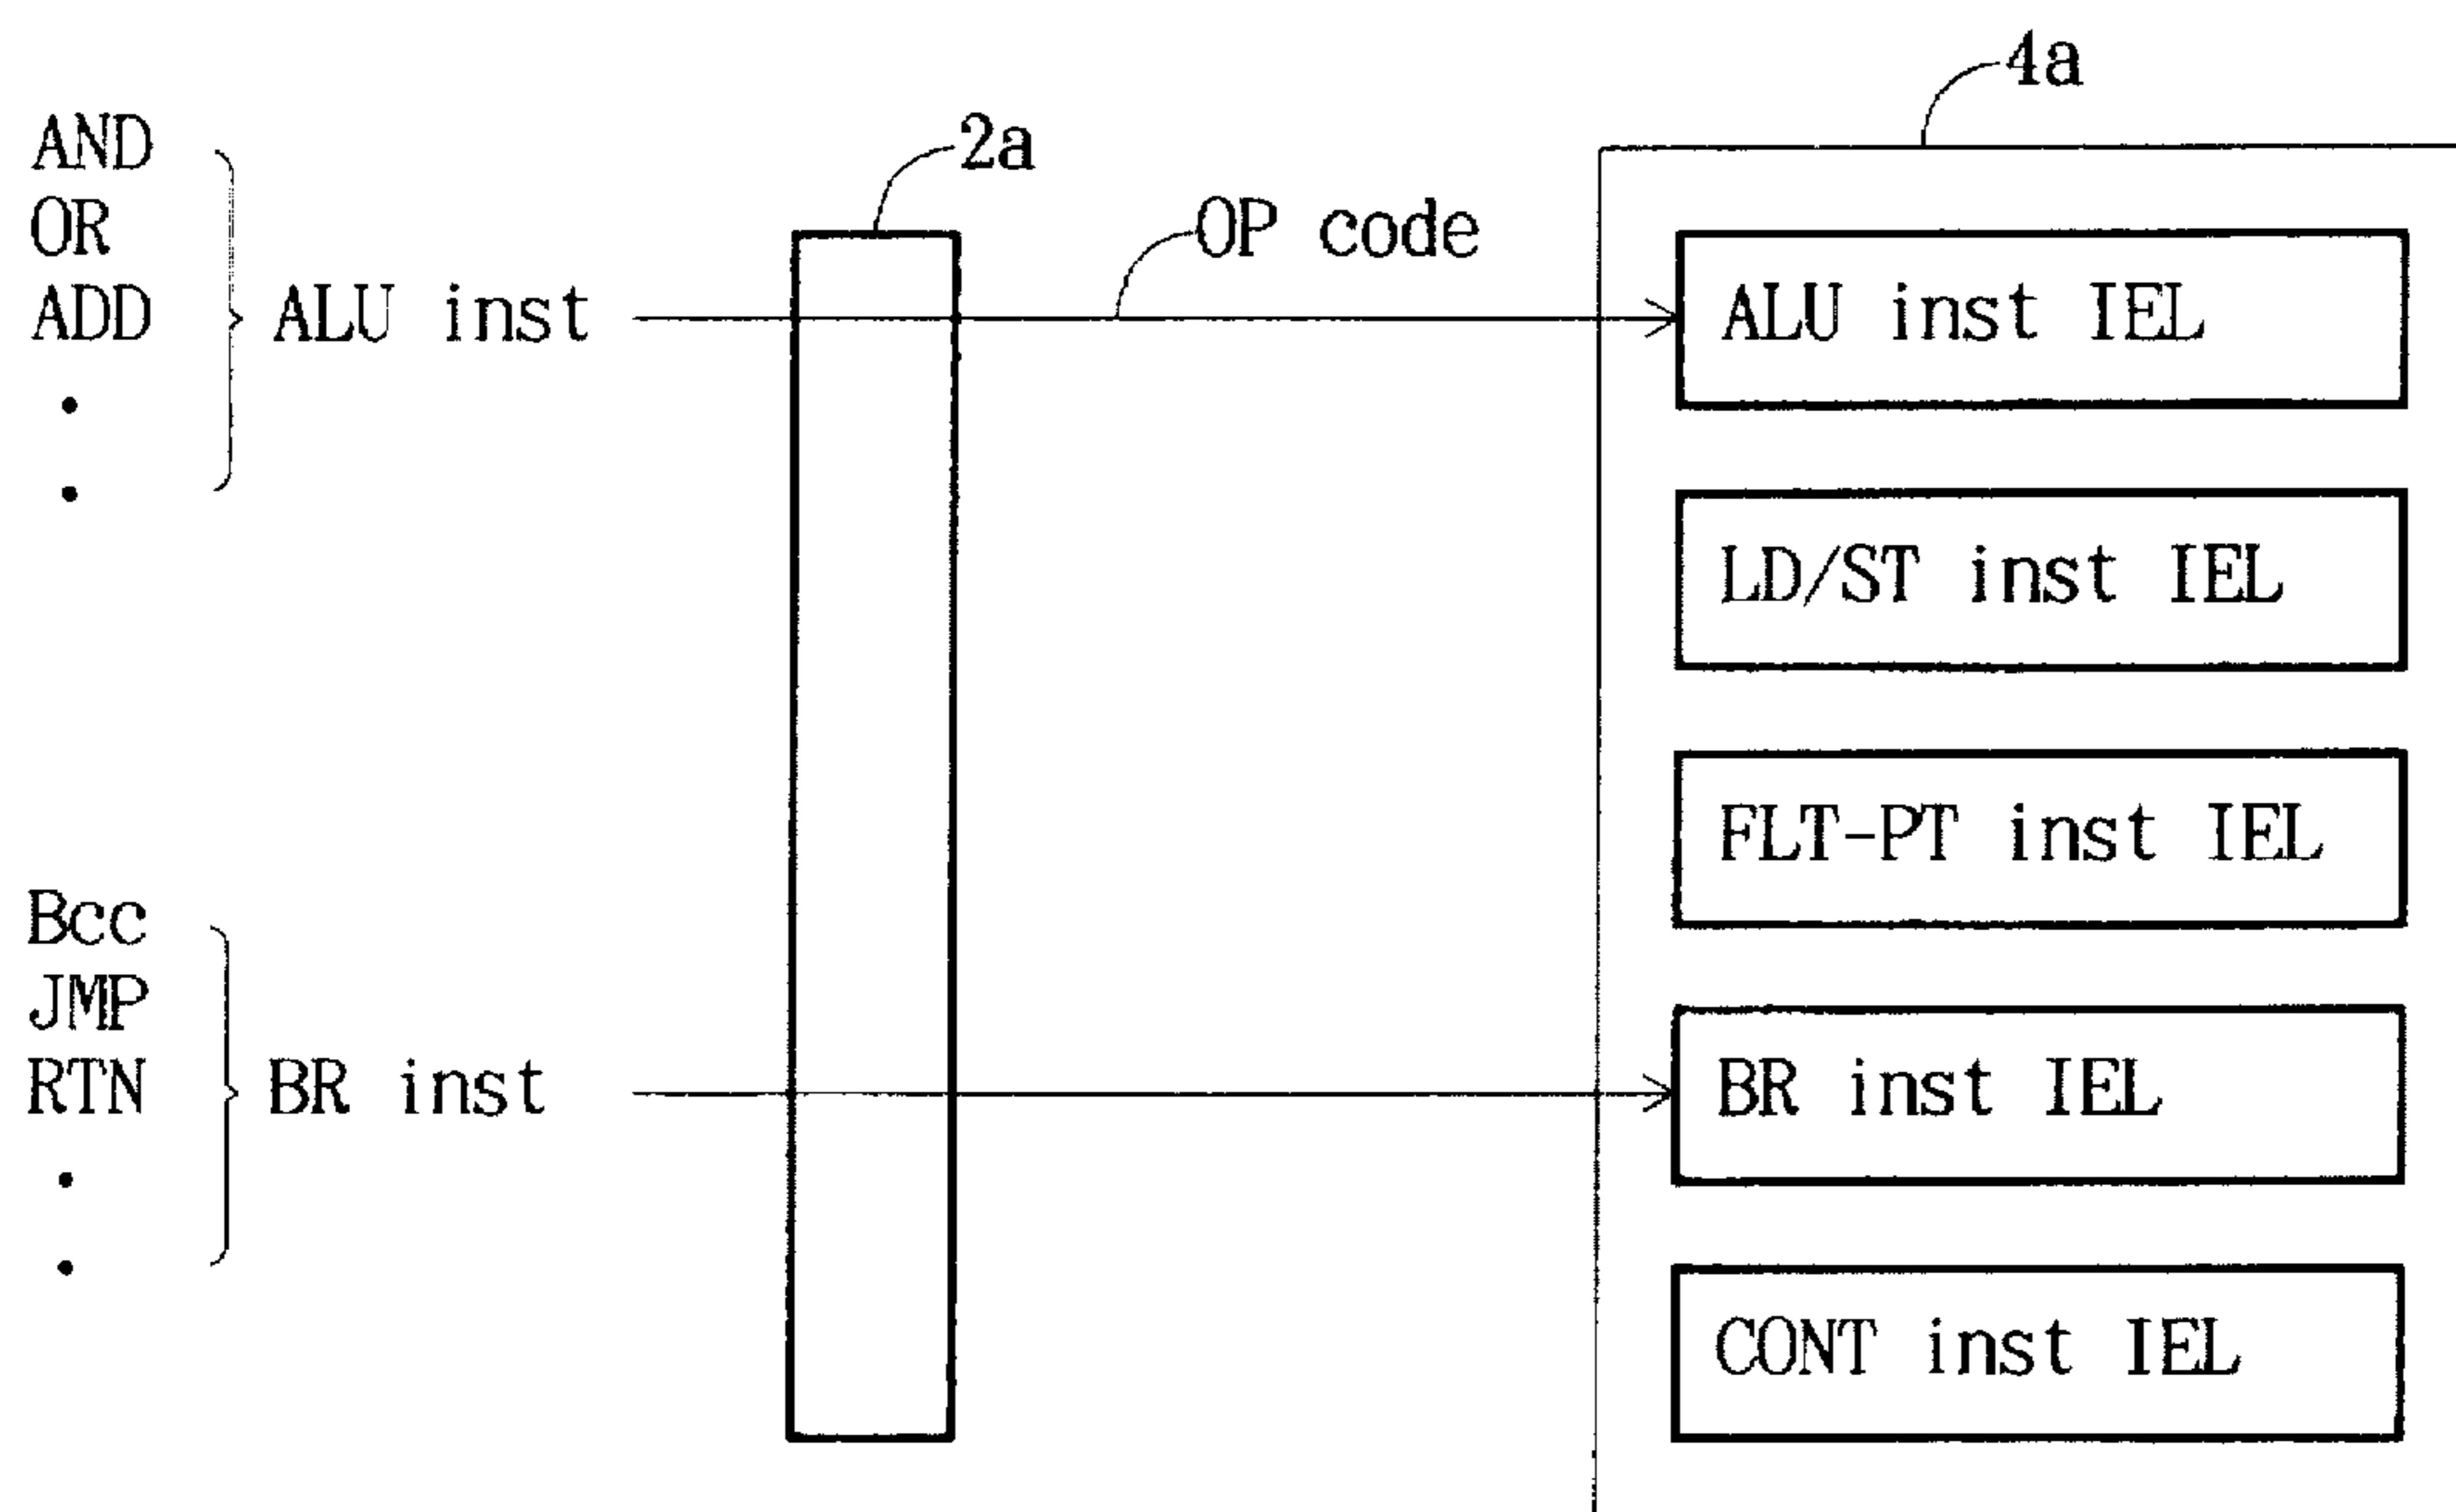 4a
2a
AND
OR
ADD
ALU inst
OP code
ALU inst IEL
LD/ST inst IEL
FLT-PT inst IEL
Bcc
JMP
RTN
BR inst
BR inst IEL
CONT inst IEL